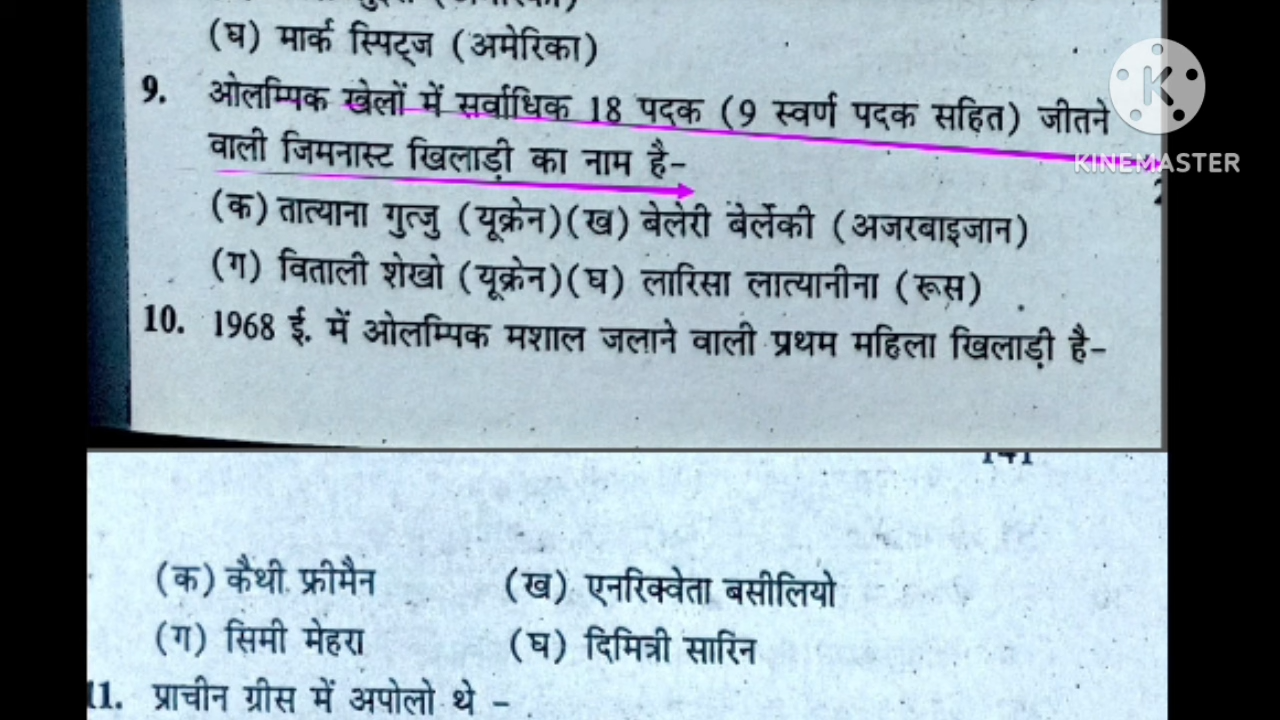 (घ) मार्क स्पिट्ज (अमेरिका)
9. ओलम्पिक खेलों में सर्वाधिक 18 पदक (9 स्वर्ण पदक सहित) जीतने
वाली जिमनास्ट खिलाड़ी का नाम है-
(क) तात्याना गुत्जु (यूक्रेन) (ख) बेलेरी बेर्लेकी (अजरबाइजान)
(ग) विताली शेखो (यूक्रेन) (घ) लारिसा लात्यानीना (रूस)
10. 1968 ई. में ओलम्पिक मशाल जलाने वाली प्रथम महिला खिलाड़ी है-
(क) कैथी फ्रीमैन (ख) एनरिक्वेता बसीलियो
(ग) सिमी मेहरा (घ) दिमित्री सारिन
11. प्राचीन ग्रीस में अपोलो थे -
K
KINEMASTER